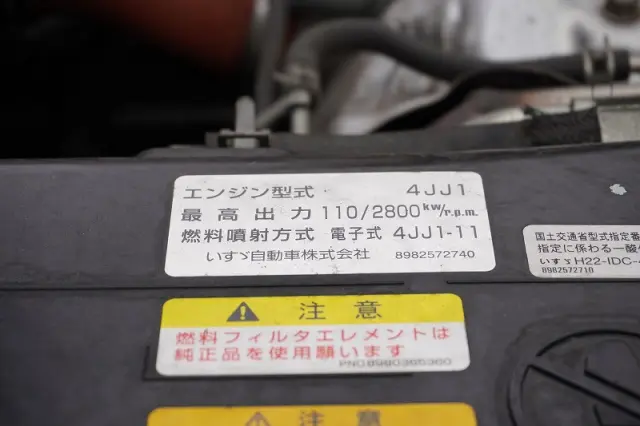 エンジン型式 4JJ1
最高出力 110/2800 kw/r.p.m.
燃料噴射方式 電子式 4JJ1-11
いすゞ自動車株式会社 8982572740
国土交通省型式指定番
指定に係わる一酸
いすゞH22-IDC-
8982572710
注意
燃料フィルタエレメントは
純正品を使用願います
PNO 8980365360
注意